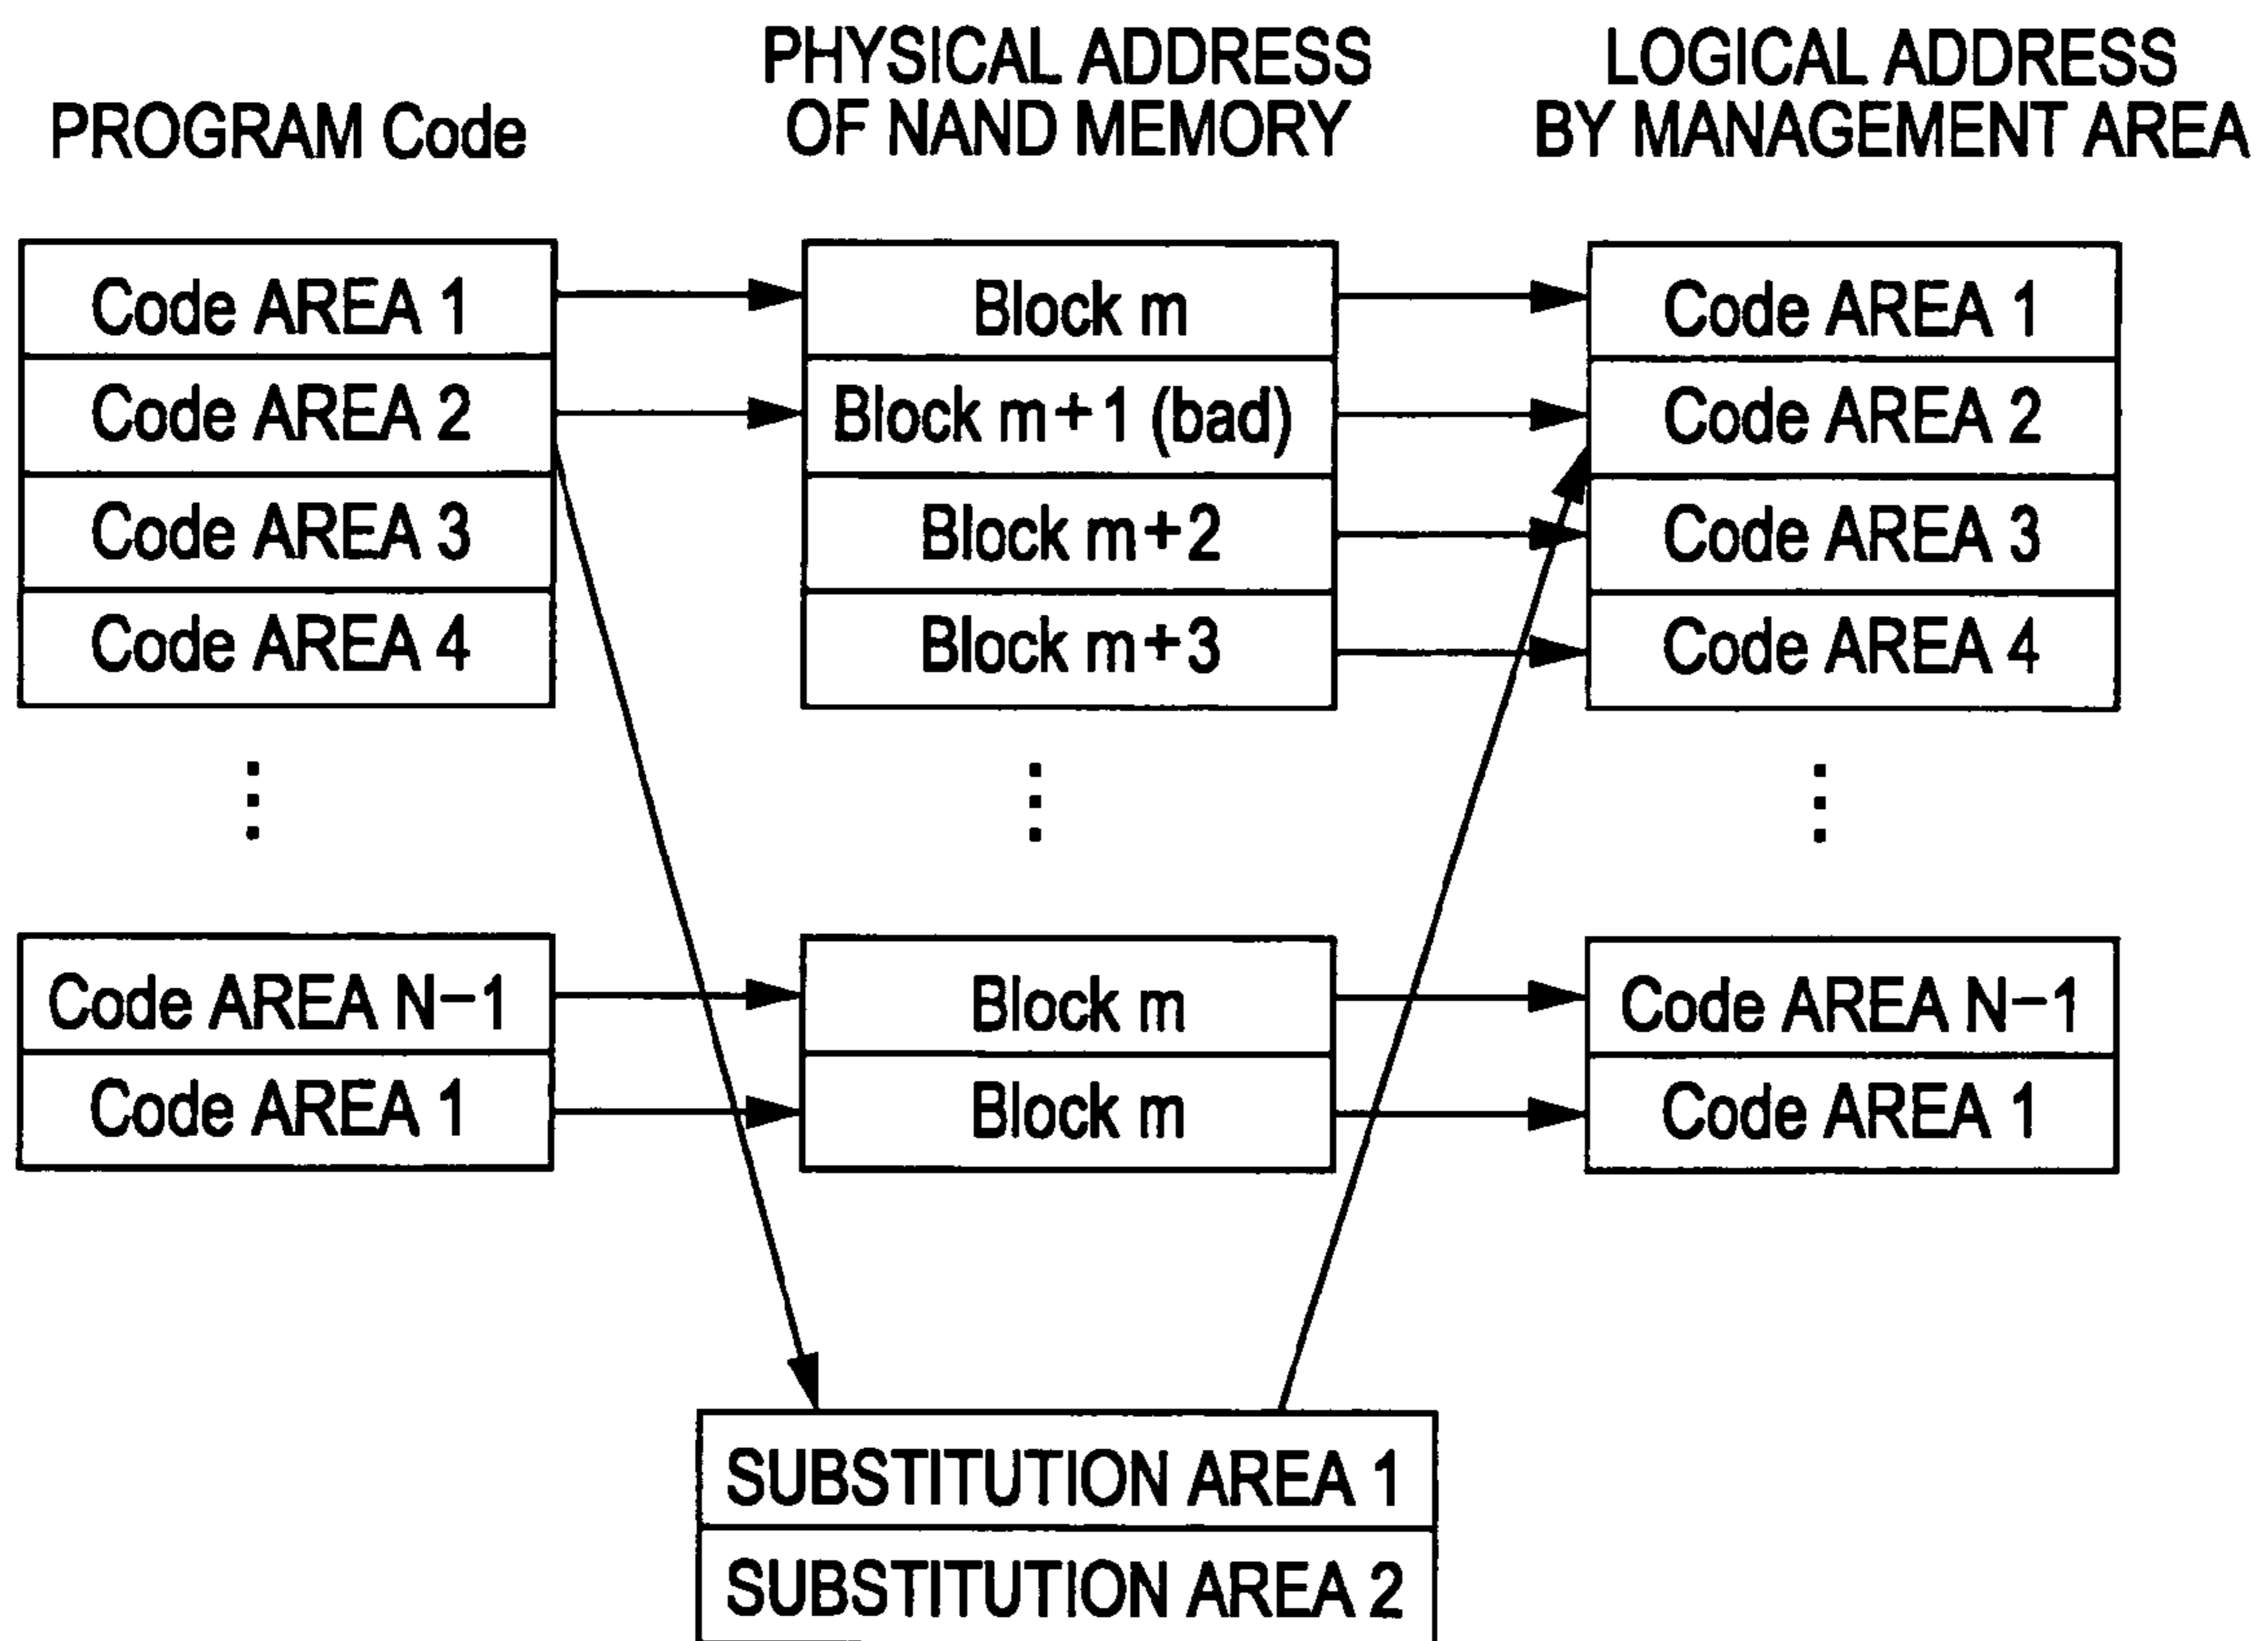 PROGRAM Code
PHYSICAL ADDRESS
OF NAND MEMORY
LOGICAL ADDRESS
BY MANAGEMENT AREA
Code AREA 1
Code AREA 2
Code AREA 3
Code AREA 4
Code AREA N−1
Code AREA 1
Block m
Block m+1 (bad)
Block m+2
Block m+3
Block m
Block m
Code AREA 1
Code AREA 2
Code AREA 3
Code AREA 4
Code AREA N−1
Code AREA 1
SUBSTITUTION AREA 1
SUBSTITUTION AREA 2